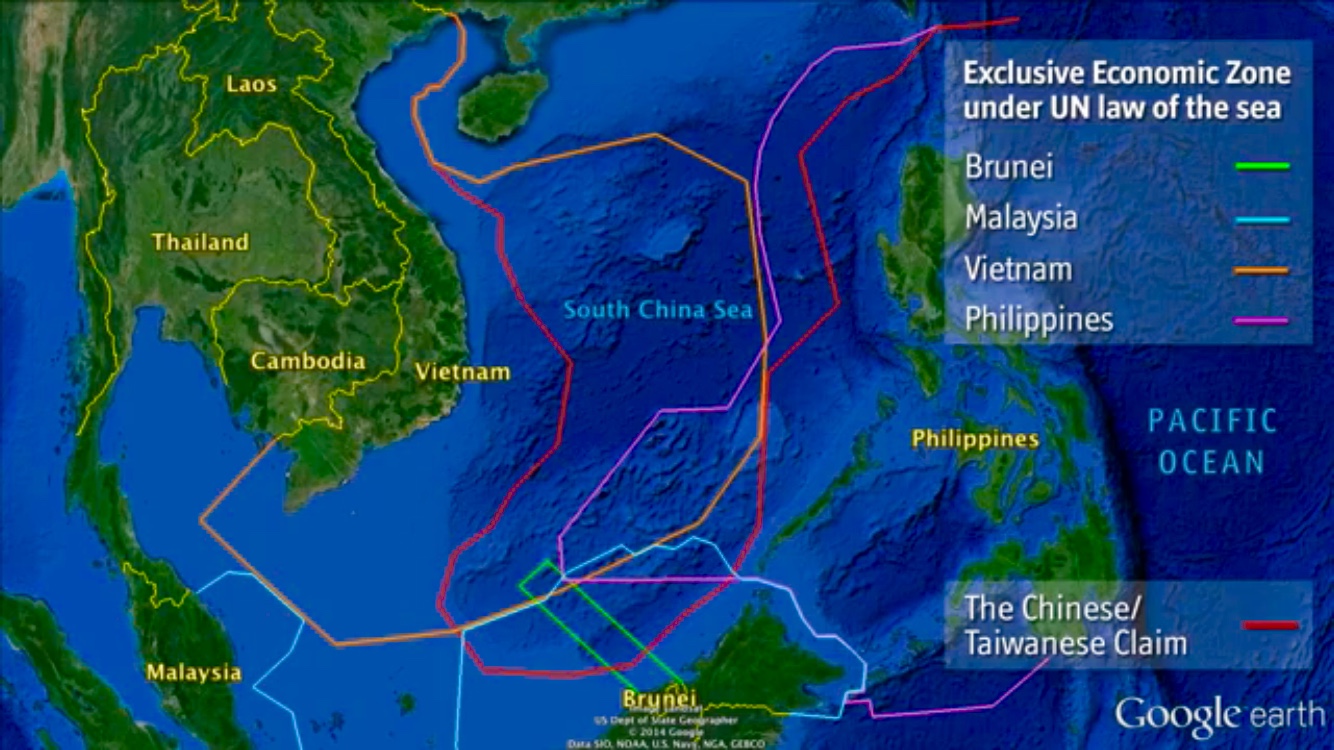 Laos
Thailand
Cambodia
Vietnam
South China Sea
Exclusive Economic Zone
under UN law of the sea
Brunei
Malaysia
Vietnam
Philippines
PACIFIC
OCEAN
Philippines
The Chinese/
Taiwanese Claim
Malaysia
Brunei
US Dept of State Geographer
© 2014 Google
Data SIO, NOAA, U.S. Navy, NGA, GEBCO
Google earth